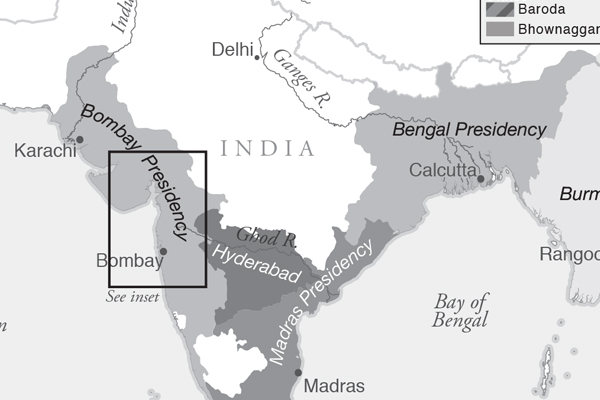 Baroda
Bhownaggar
Indu
Delhi
Ganges R.
Bombay Presidency
INDIA
Bengal Presidency
Karachi
Calcutta
Burm
Ghod R.
Hyderabad
Bombay
Rangoo
See inset
Madras Presidency
Bay of
Bengal
n
Madras